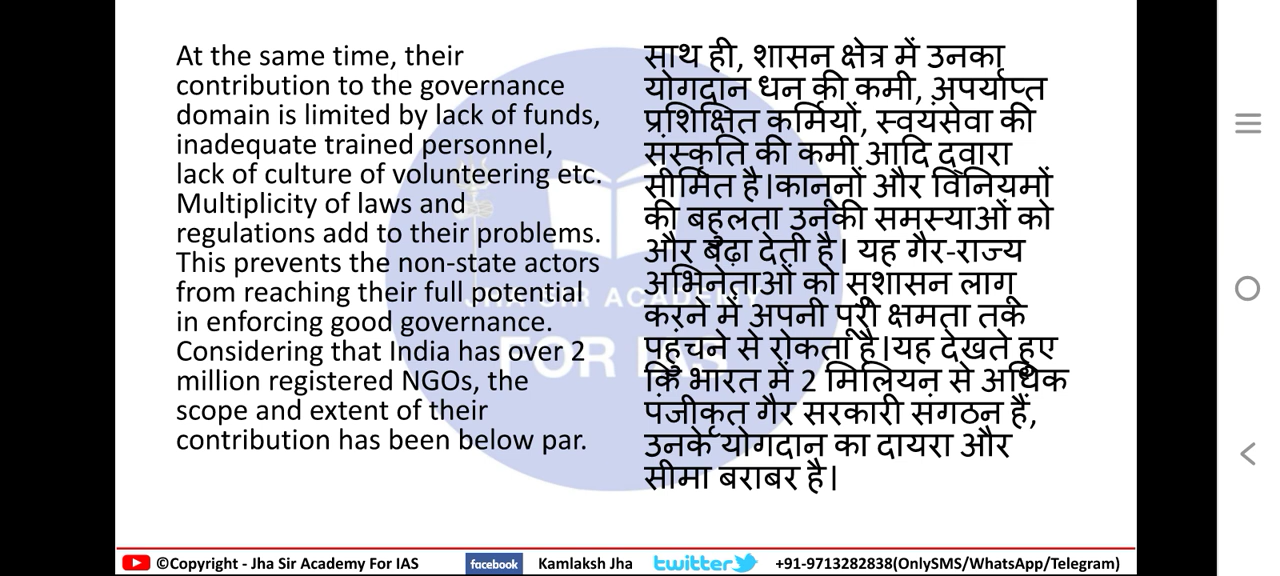 At the same time, their
contribution to the governance
domain is limited by lack of funds,
inadequate trained personnel,
lack of culture of volunteering etc.
Multiplicity of laws and
regulations add to their problems.
This prevents the non-state actors
from reaching their full potential
in enforcing good governance.
Considering that India has over 2
million registered NGOs, the
scope and extent of their
contribution has been below par.
साथ ही, शासन क्षेत्र में उनका
योगदान धन की कमी, अपर्याप्त
प्रशिक्षित कर्मियों, स्वयंसेवा की
संस्कृति की कमी आदि द्वारा
सीमित है।कानूनों और विनियमों
की बहुलता उनकी समस्याओं को
और बढ़ा देती है। यह गैर-राज्य
अभिनेताओं को सुशासन लागू
करने में अपनी पूरी क्षमता तक
पहुंचने से रोकता है।यह देखते हुए
कि भारत में 2 मिलियन से अधिक
पंजीकृत गैर सरकारी संगठन हैं,
उनके योगदान का दायरा और
सीमा बराबर है।
JHA SIR ACADEMY
FOR IAS
©Copyright - Jha Sir Academy For IAS facebook Kamlaksh Jha twitter +91-9713282838(OnlySMS/WhatsApp/Telegram)